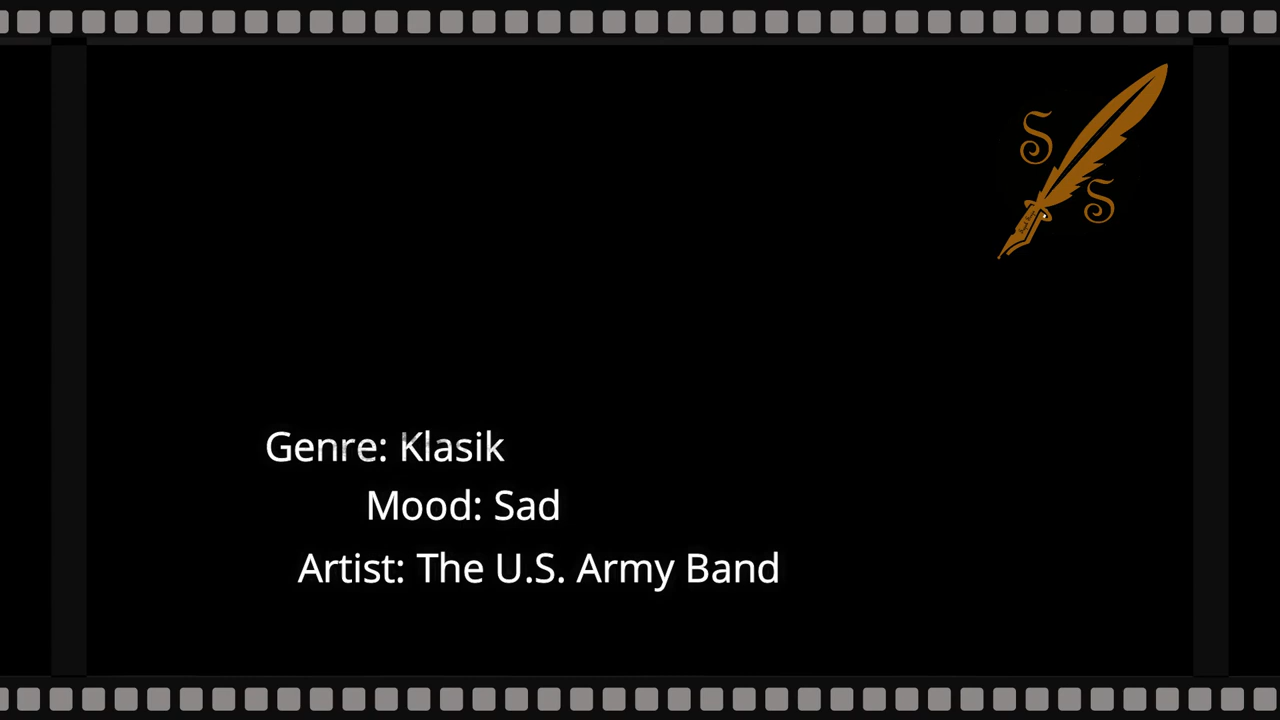 S
S
Genre: Klasik
Mood: Sad
Artist: The U.S. Army Band